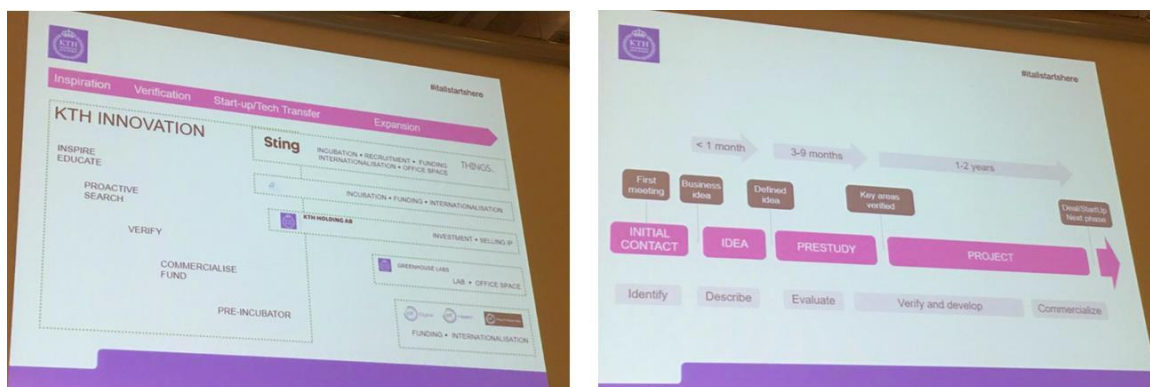 KTH
#italstartshere
Inspiration
Verification
Start-up/Tech Transfer
Expansion
KTH INNOVATION
INSPIRE
EDUCATE
PROACTIVE
SEARCH
VERIFY
COMMERCIALISE
FUND
PRE-INCUBATOR
Sting
INCUBATION • RECRUITMENT • FUNDING
INTERNATIONALISATION • OFFICE SPACE
THINGS
INCUBATION • FUNDING • INTERNATIONALISATION
KTH HOLDING AB
INVESTMENT • SELLING IP
GREENHOUSE LABS
LAB • OFFICE SPACE
FUNDING • INTERNATIONALISATION
KTH
#italstartshere
< 1 month
3-9 months
1-2 years
First
meeting
Business
idea
Defined
idea
Key areas
verified
Deal/StartUp
Next phase
INITIAL
CONTACT
IDEA
PRESTUDY
PROJECT
Identify
Describe
Evaluate
Verify and develop
Commercialize